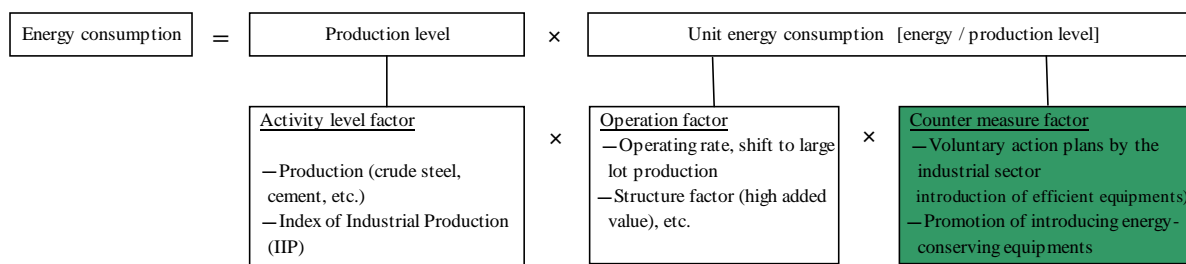 Energy consumption = Production level × Unit energy consumption [energy / production level]
Activity level factor
—Production (crude steel,
cement, etc.)
—Index of Industrial Production
(IIP)
×
Operation factor
—Operating rate, shift to large
lot production
—Structure factor (high added
value), etc.
×
Counter measure factor
—Voluntary action plans by the
industrial sector
introduction of efficient equipments)
—Promotion of introducing energy-
conserving equipments